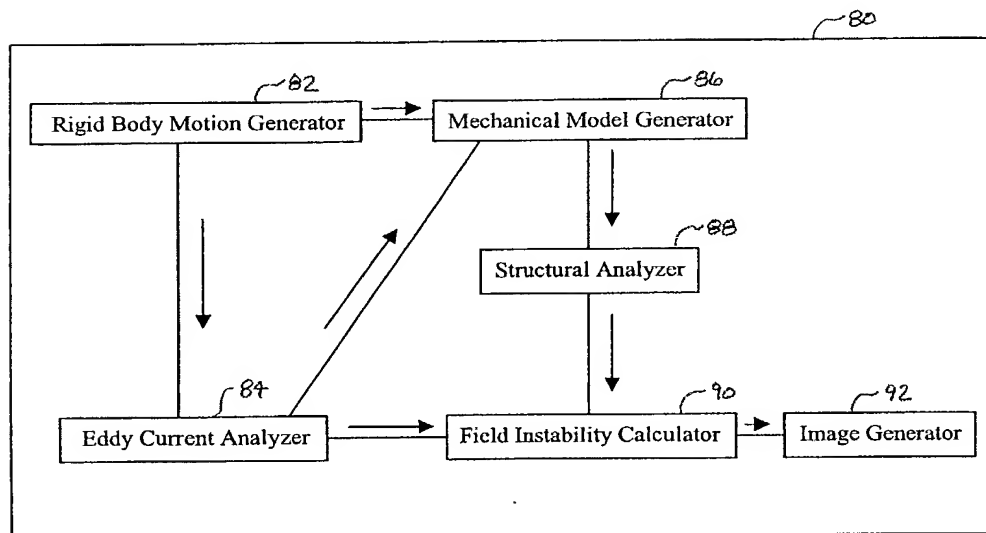 80
82
86
Rigid Body Motion Generator
Mechanical Model Generator
88
Structural Analyzer
84
90
92
Eddy Current Analyzer
Field Instability Calculator
Image Generator